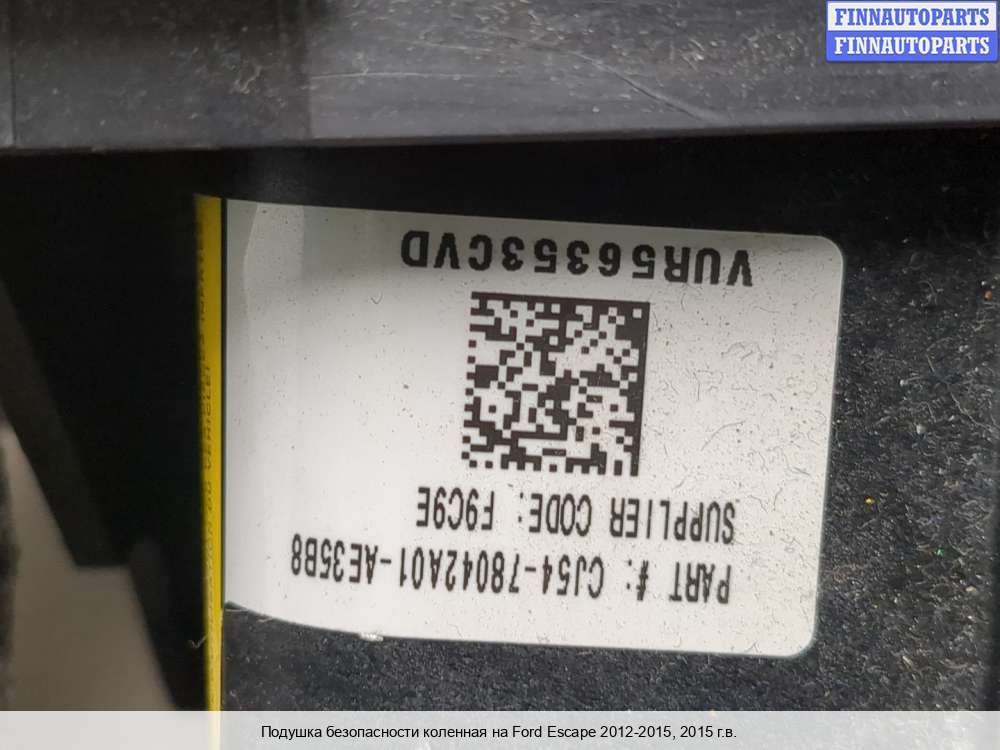 FINNAUTOPARTS
FINNAUTOPARTS
PART #: CJ54-78042A01-AE35B8
SUPPLIER CODE: F9C9E
VUR56353CVD
Подушка безопасности коленная на Ford Escape 2012-2015, 2015 г.в.